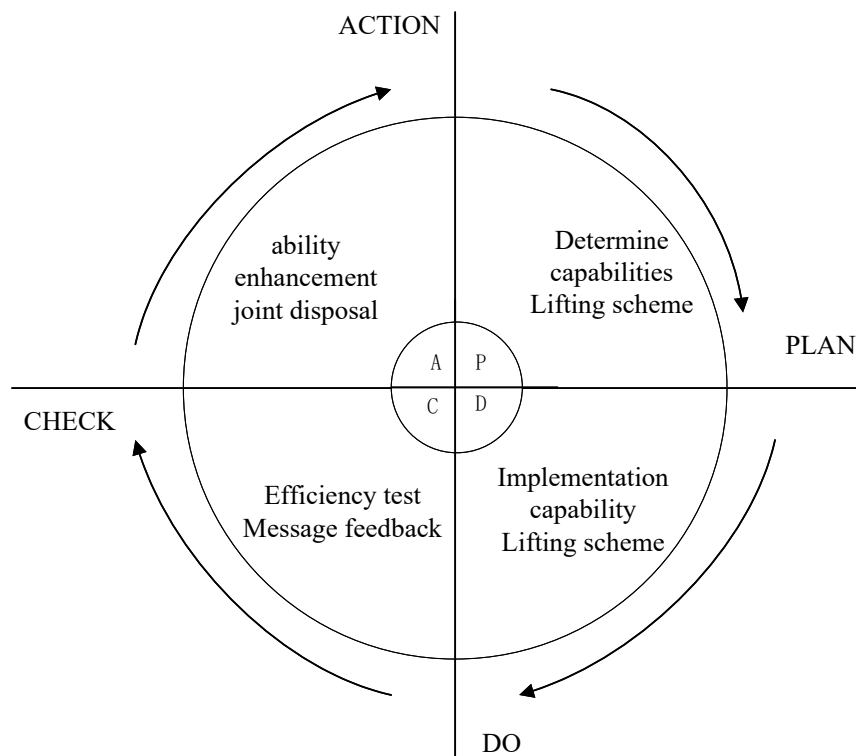 ACTION
ability
enhancement
joint disposal
Determine
capabilities
Lifting scheme
PLAN
A P
C D
CHECK
Efficiency test
Message feedback
Implementation
capability
Lifting scheme
DO